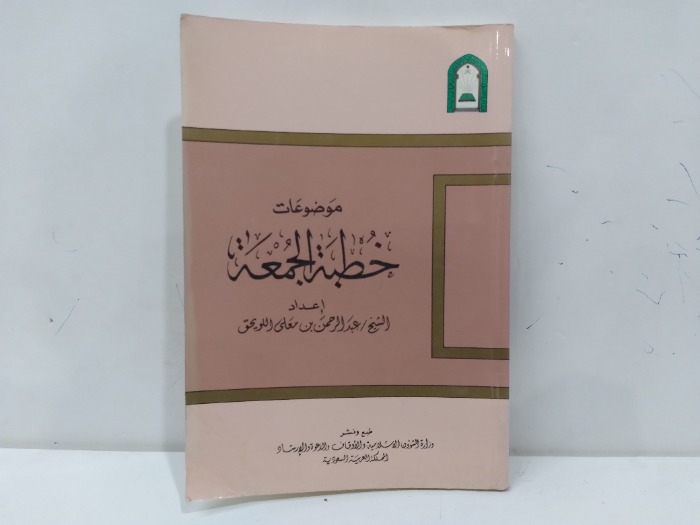 موضوعات
خطبة الجمعة
إعداد
الشيخ/عبد الرحمن بن معلى اللويحق
طبع ونشر
وزارة الشؤون الإسلامية والأوقاف والدعوة والإرشاد
المملكة العربية السعودية